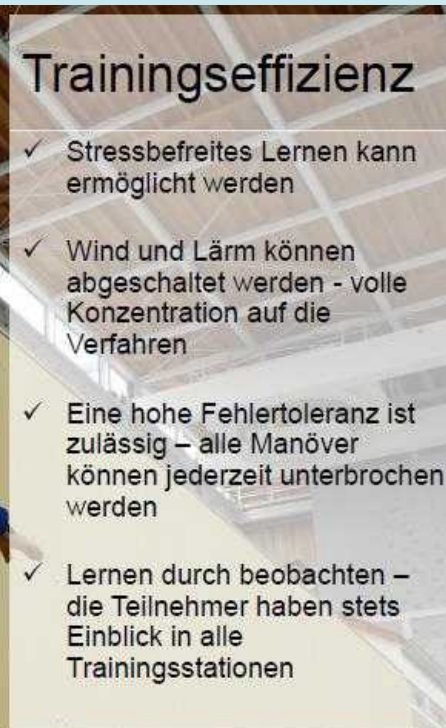 Trainingseffizienz
✓ Stressbefreites Lernen kann
ermöglicht werden
✓ Wind und Lärm können
abgeschaltet werden - volle
Konzentration auf die
Verfahren
✓ Eine hohe Fehlertoleranz ist
zulässig – alle Manöver
können jederzeit unterbrochen
werden
✓ Lernen durch beobachten –
die Teilnehmer haben stets
Einblick in alle
Trainingsstationen